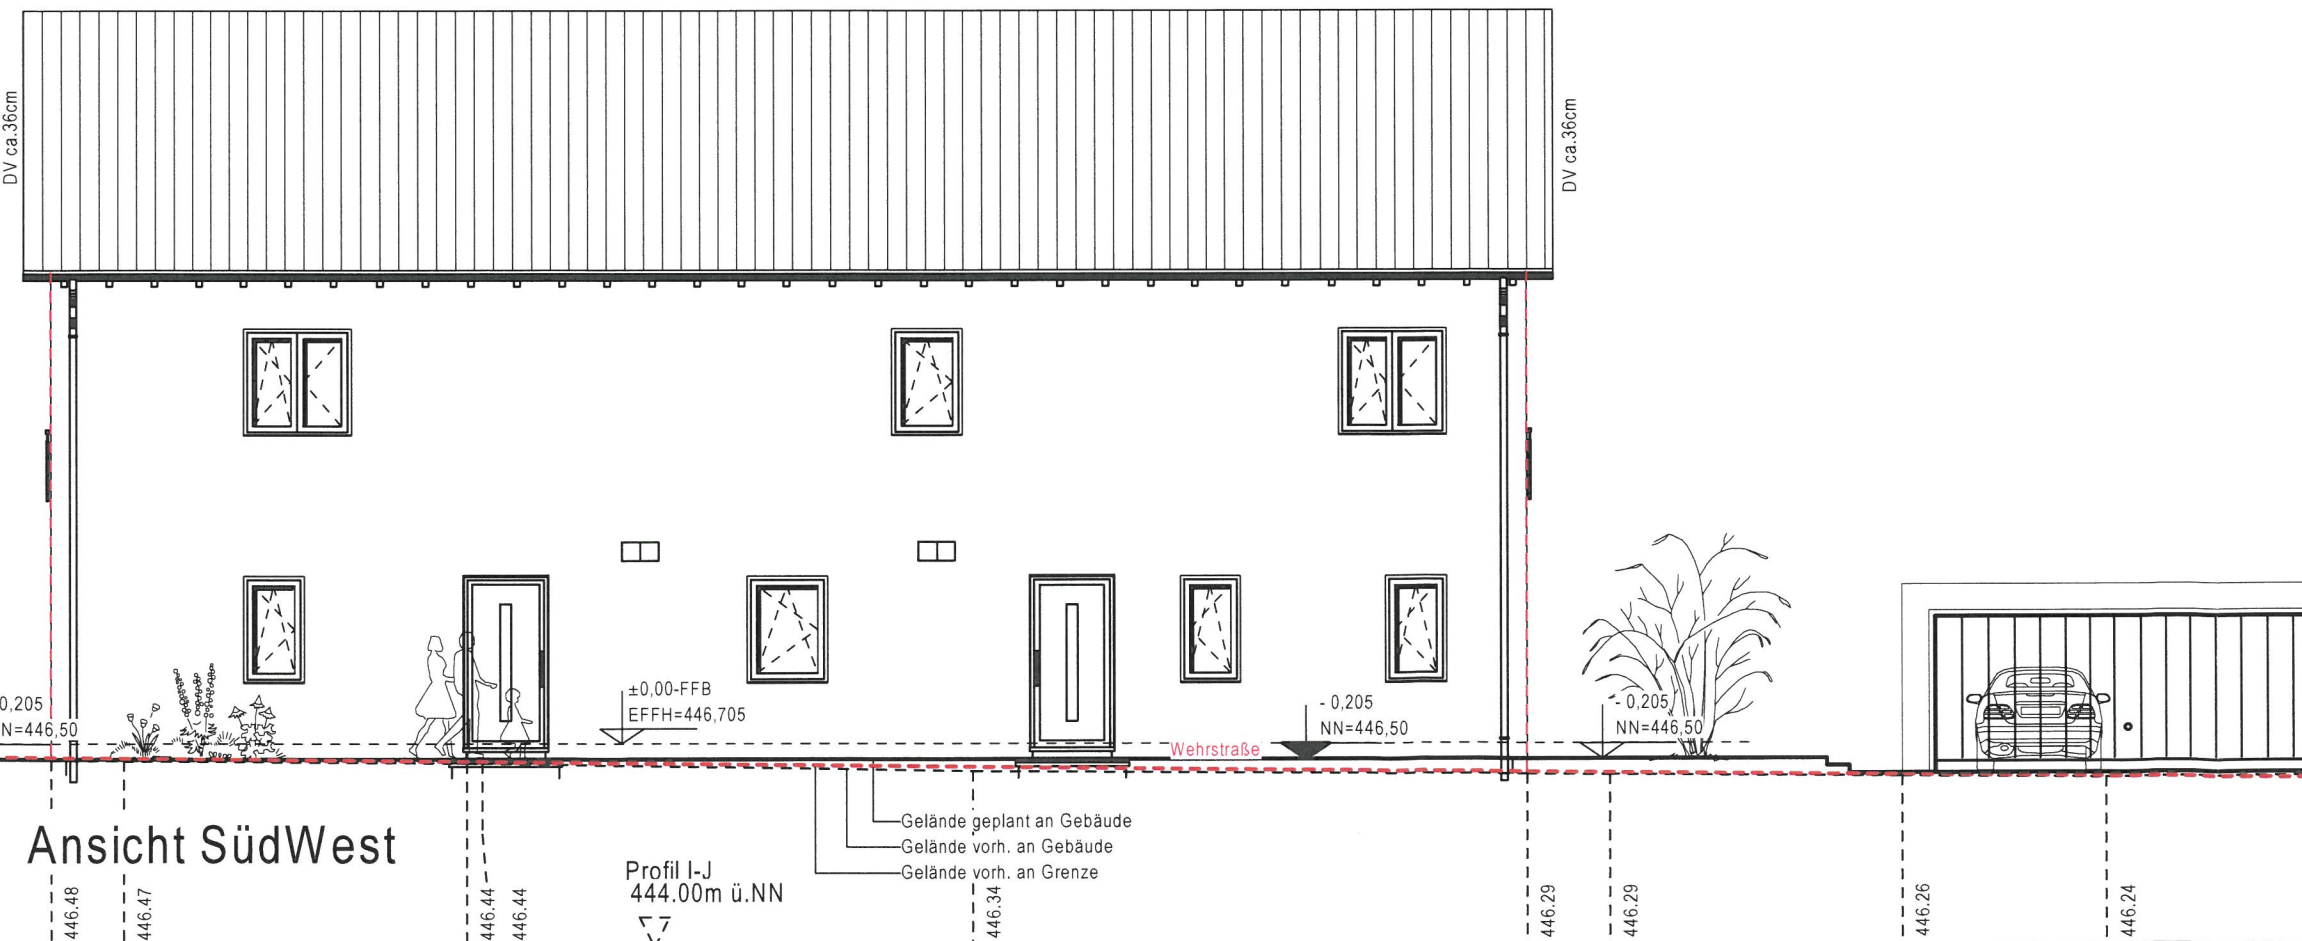 DV ca.36cm
DV ca.36cm
0,205
N=446,50
±0,00-FFB
EFFH=446,705
- 0,205
NN=446,50
- 0,205
NN=446,50
Wehrstraße
Gelände geplant an Gebäude
Gelände vorh. an Gebäude
Gelände vorh. an Grenze
Ansicht SüdWest
Profil I-J
444.00m ü.NN
446.48
446.47
446.44
446.44
446.34
446.29
446.29
446.26
446.24